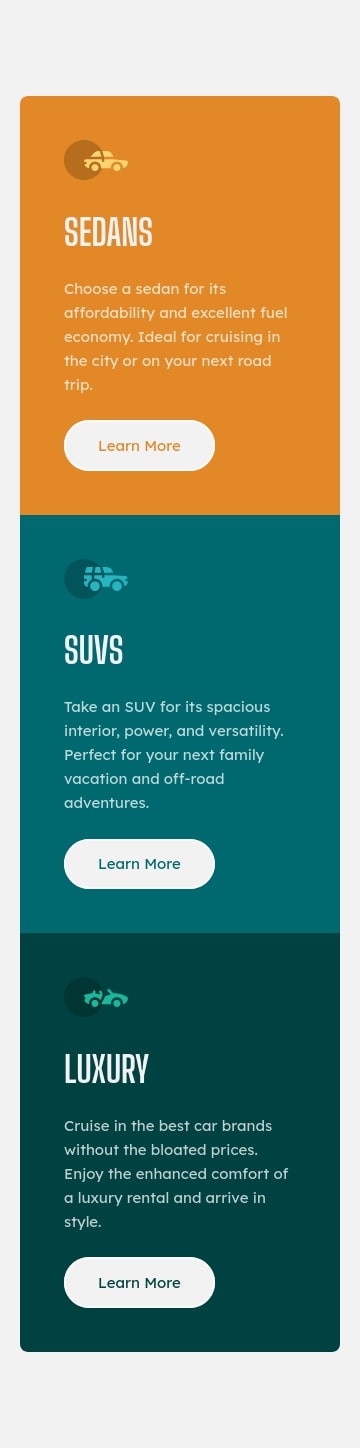 SEDANS
Choose a sedan for its
affordability and excellent fuel
economy. Ideal for cruising in
the city or on your next road
trip.
Learn More
SUVS
Take an SUV for its spacious
interior, power, and versatility.
Perfect for your next family
vacation and off-road
adventures.
Learn More
LUXURY
Cruise in the best car brands
without the bloated prices.
Enjoy the enhanced comfort of
a luxury rental and arrive in
style.
Learn More